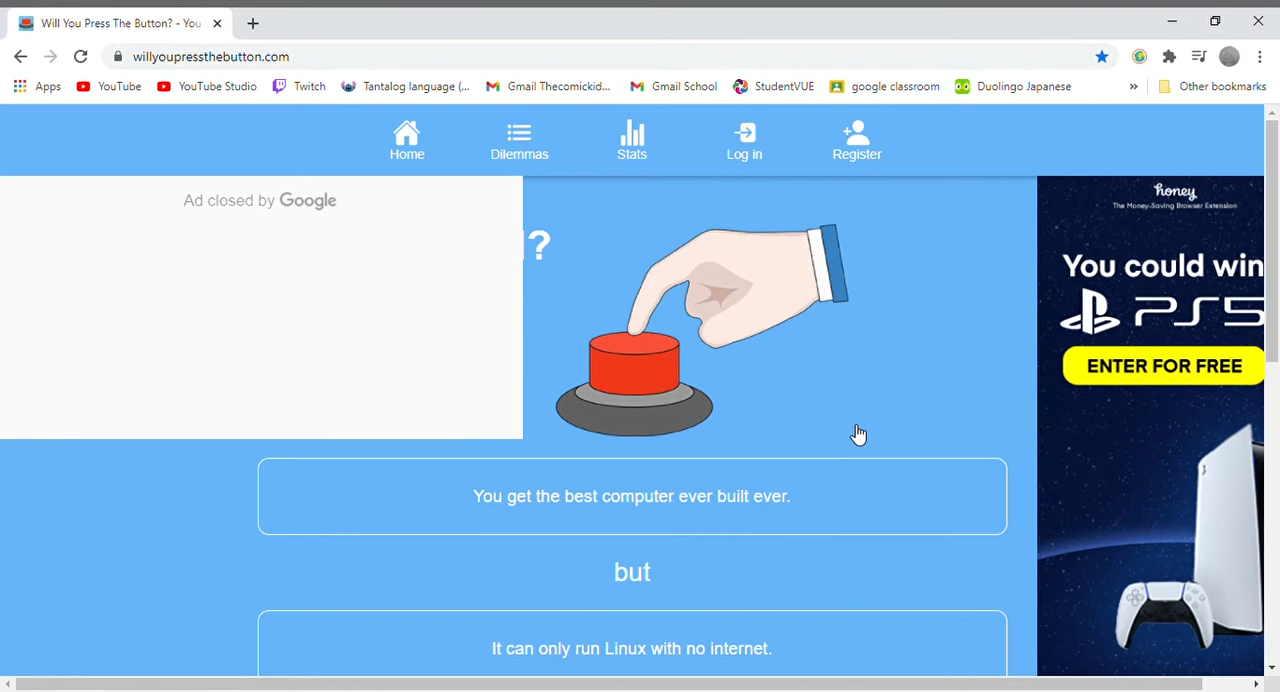 Will You Press The Button? - You
willyoupressthebutton.com
Apps YouTube YouTube Studio Twitch Tantalog language (... Gmail Thecomickid... Gmail School StudentVUE google classroom Duolingo Japanese » Other bookmarks
Home Dilemmas Stats Log in Register
Ad closed by Google
?
honey
The Money-Saving Browser Extension
You could win
PS5
ENTER FOR FREE
You get the best computer ever built ever.
but
It can only run Linux with no internet.